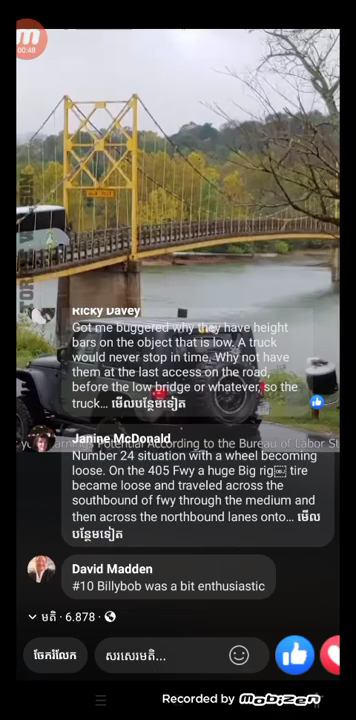 00:48
Ricky Davey
Got me buggered why they have height
bars on the object that is low. A truck
would never stop in time. Why not have
them at the last access on the road,
before the low bridge or whatever, so the
truck... មើលបន្ថែមទៀត
Earnings Potential According to the Bureau of Labor St
Janine McDonald
Number 24 situation with a wheel becoming
loose. On the 405 Fwy a huge Big rig tire
became loose and traveled across the
southbound of fwy through the medium and
then across the northbound lanes onto... មើល
បន្ថែមទៀត
David Madden
#10 Billybob was a bit enthusiastic
មតិ · 6.878 ·
ចែករំលែក
សរសេរមតិ...
Recorded by mobizen